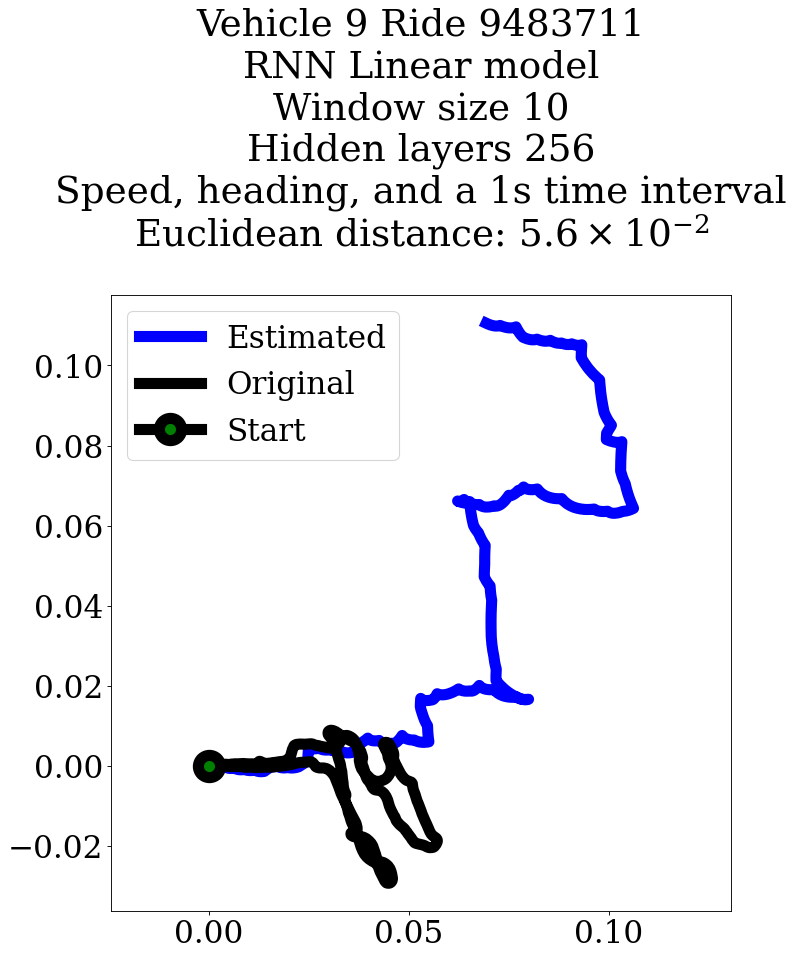 Vehicle 9 Ride 9483711
RNN Linear model
Window size 10
Hidden layers 256
Speed, heading, and a 1s time interval
Euclidean distance: 5.6 × 10⁻²
Estimated
Original
Start
0.10
0.08
0.06
0.04
0.02
0.00
−0.02
0.00 0.05 0.10